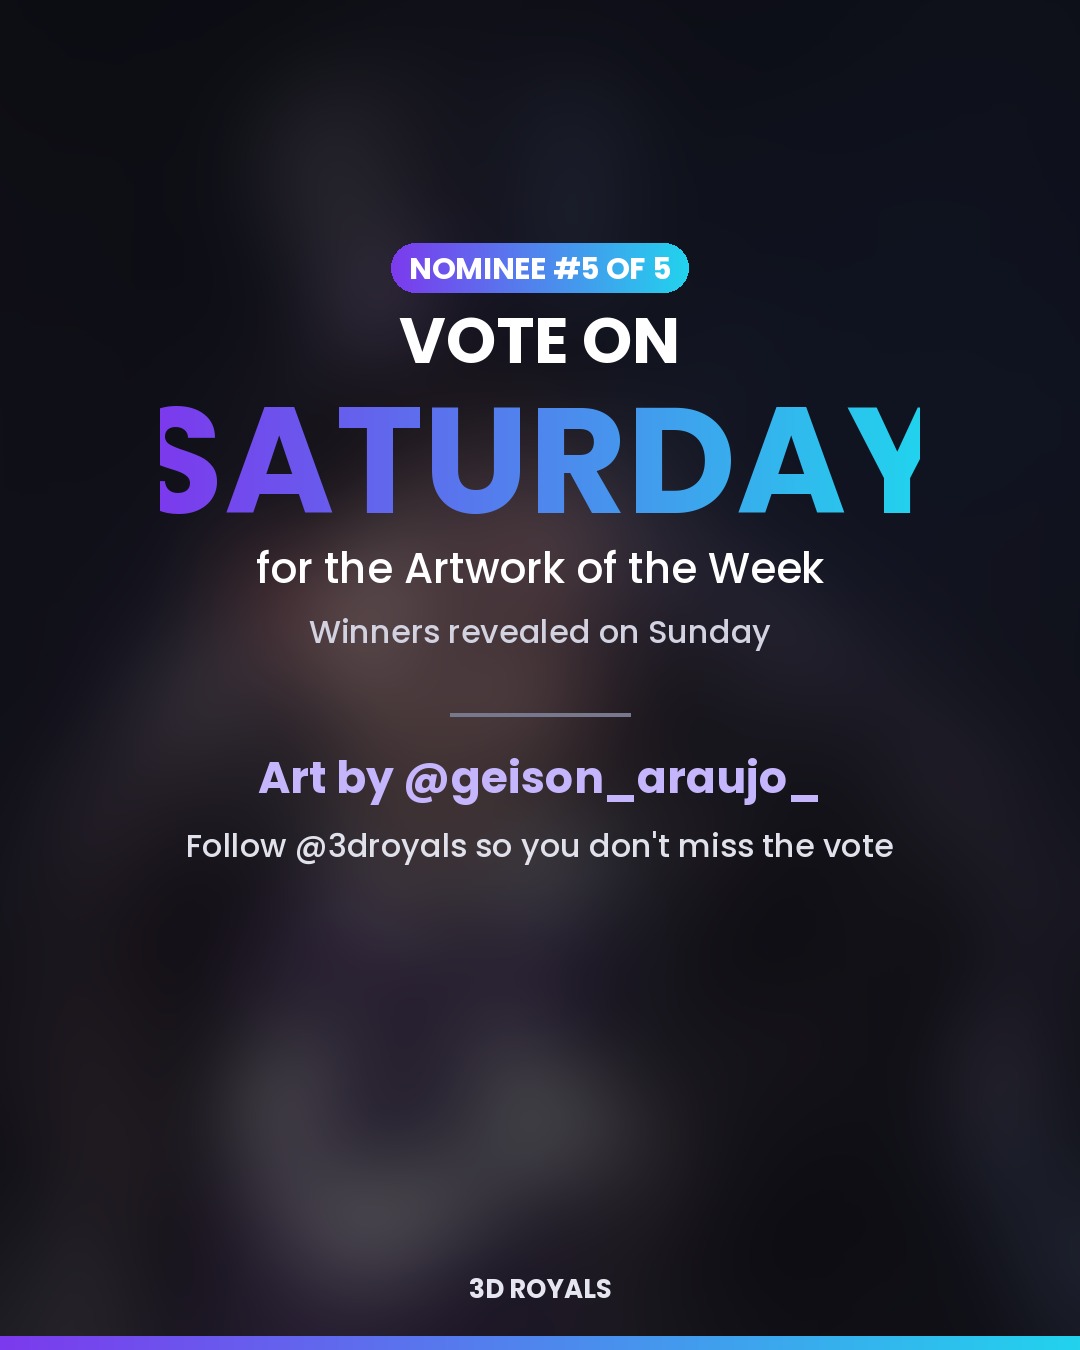 NOMINEE #5 OF 5
VOTE ON
SATURDAY
for the Artwork of the Week
Winners revealed on Sunday
Art by @geison_araujo_
Follow @3droyals so you don't miss the vote
3D ROYALS